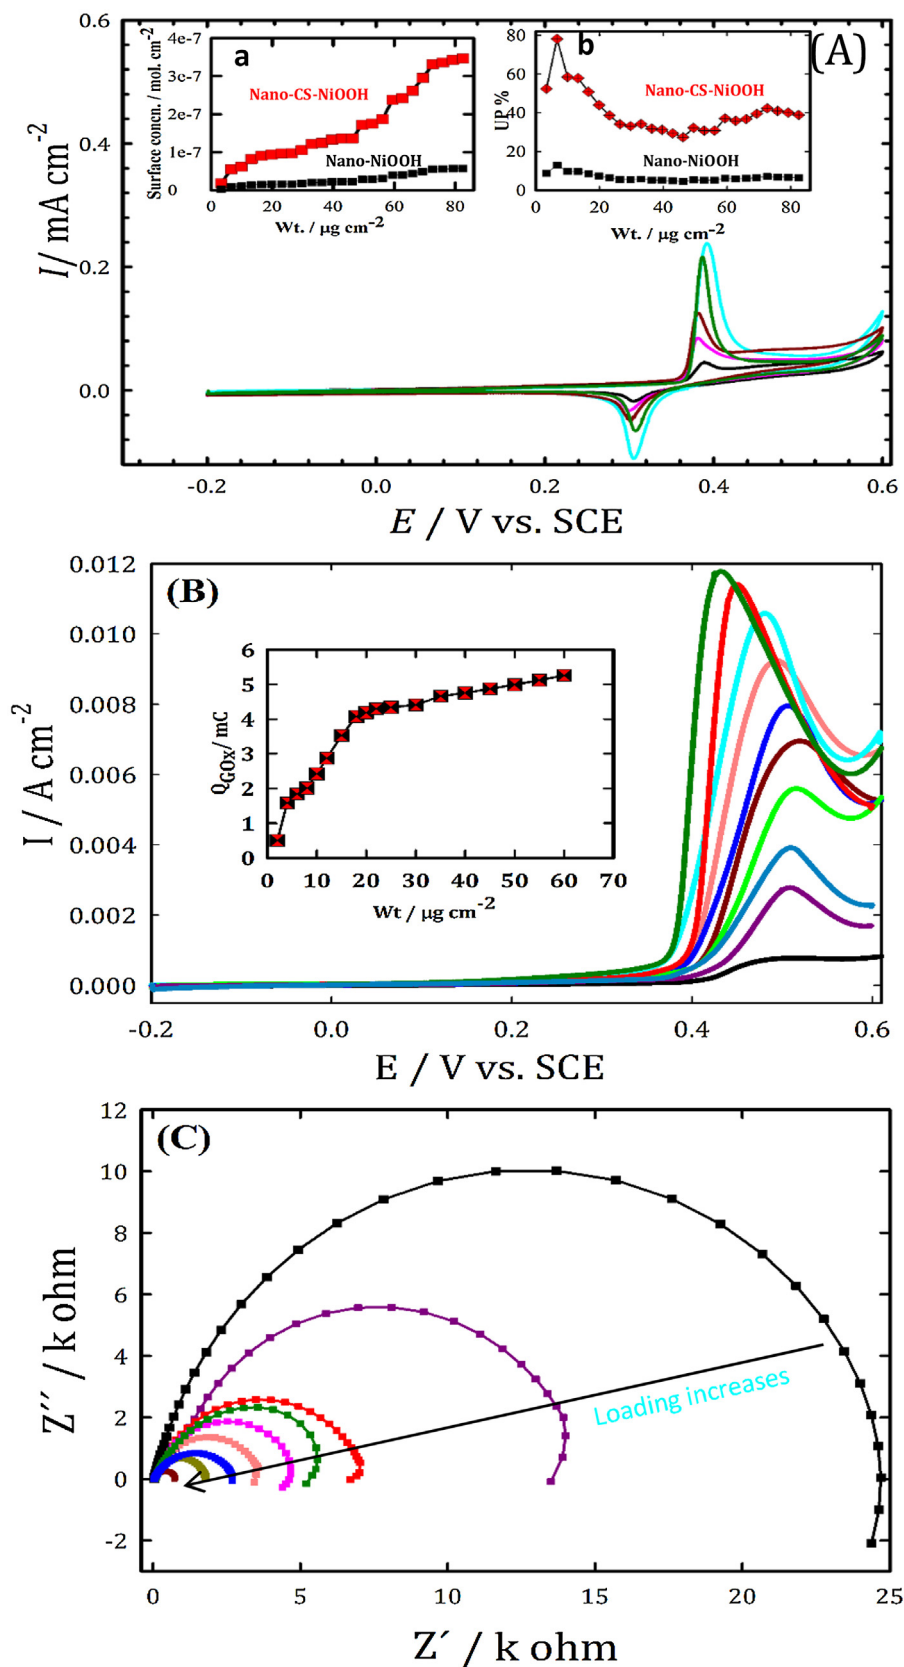 (A)
I/ mA cm-2
0.6
0.4
0.2
0.0
-0.2
0.0
0.2
0.4
0.6
E / V vs. SCE
a
Surface concen. / mol. cm-2
4e-7
3e-7
2e-7
1e-7
0
Nano-CS-NiOOH
Nano-NiOOH
0
20
40
60
80
Wt. / μg cm-2
b
UP %
80
60
40
20
0
Nano-CS-NiOOH
Nano-NiOOH
0
20
40
60
80
Wt. / μg cm-2
(B)
I / A cm-2
0.012
0.010
0.008
0.006
0.004
0.002
0.000
-0.2
0.0
0.2
0.4
0.6
E / V vs. SCE
QGOx/ mC
6
5
4
3
2
1
0
0
10
20
30
40
50
60
70
Wt / μg cm-2
(C)
Z´´ / k ohm
12
10
8
6
4
2
0
-2
Loading increases
0
5
10
15
20
25
Z´ / k ohm